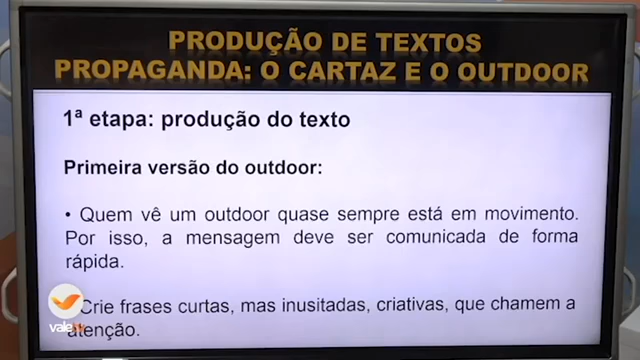 PRODUÇÃO DE TEXTOS
PROPAGANDA: O CARTAZ E O OUTDOOR
1ª etapa: produção do texto
Primeira versão do outdoor:
• Quem vê um outdoor quase sempre está em movimento.
Por isso, a mensagem deve ser comunicada de forma
rápida.
Crie frases curtas, mas inusitadas, criativas, que chamem a
atenção.
vale tv